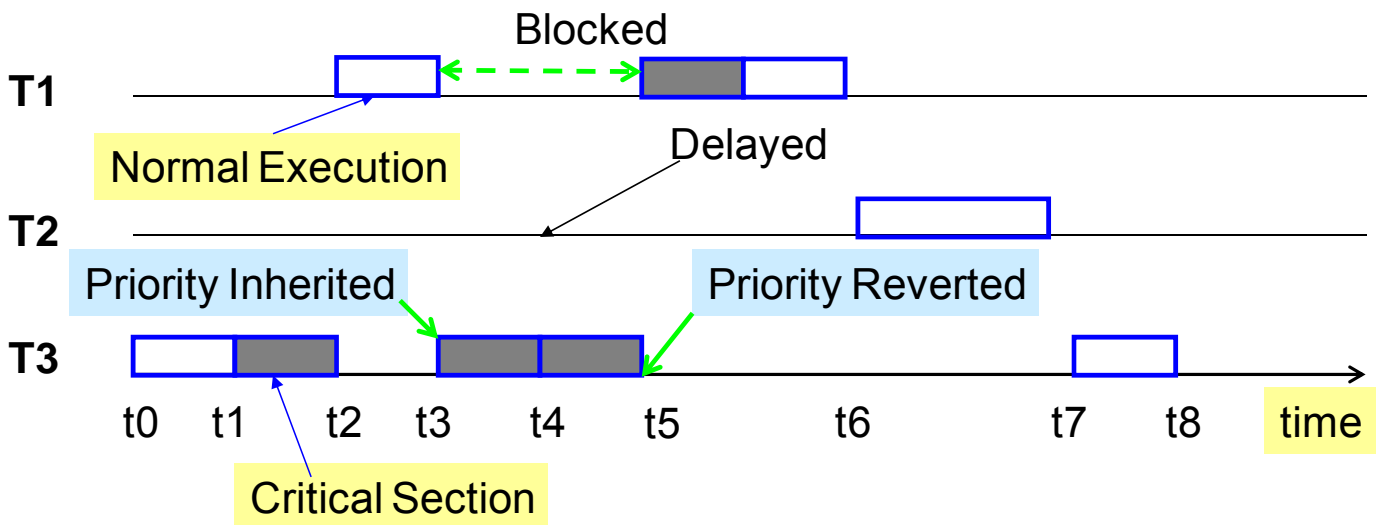 Blocked
T1
Normal Execution
Delayed
T2
Priority Inherited
Priority Reverted
T3
t0 t1 t2 t3 t4 t5 t6 t7 t8 time
Critical Section